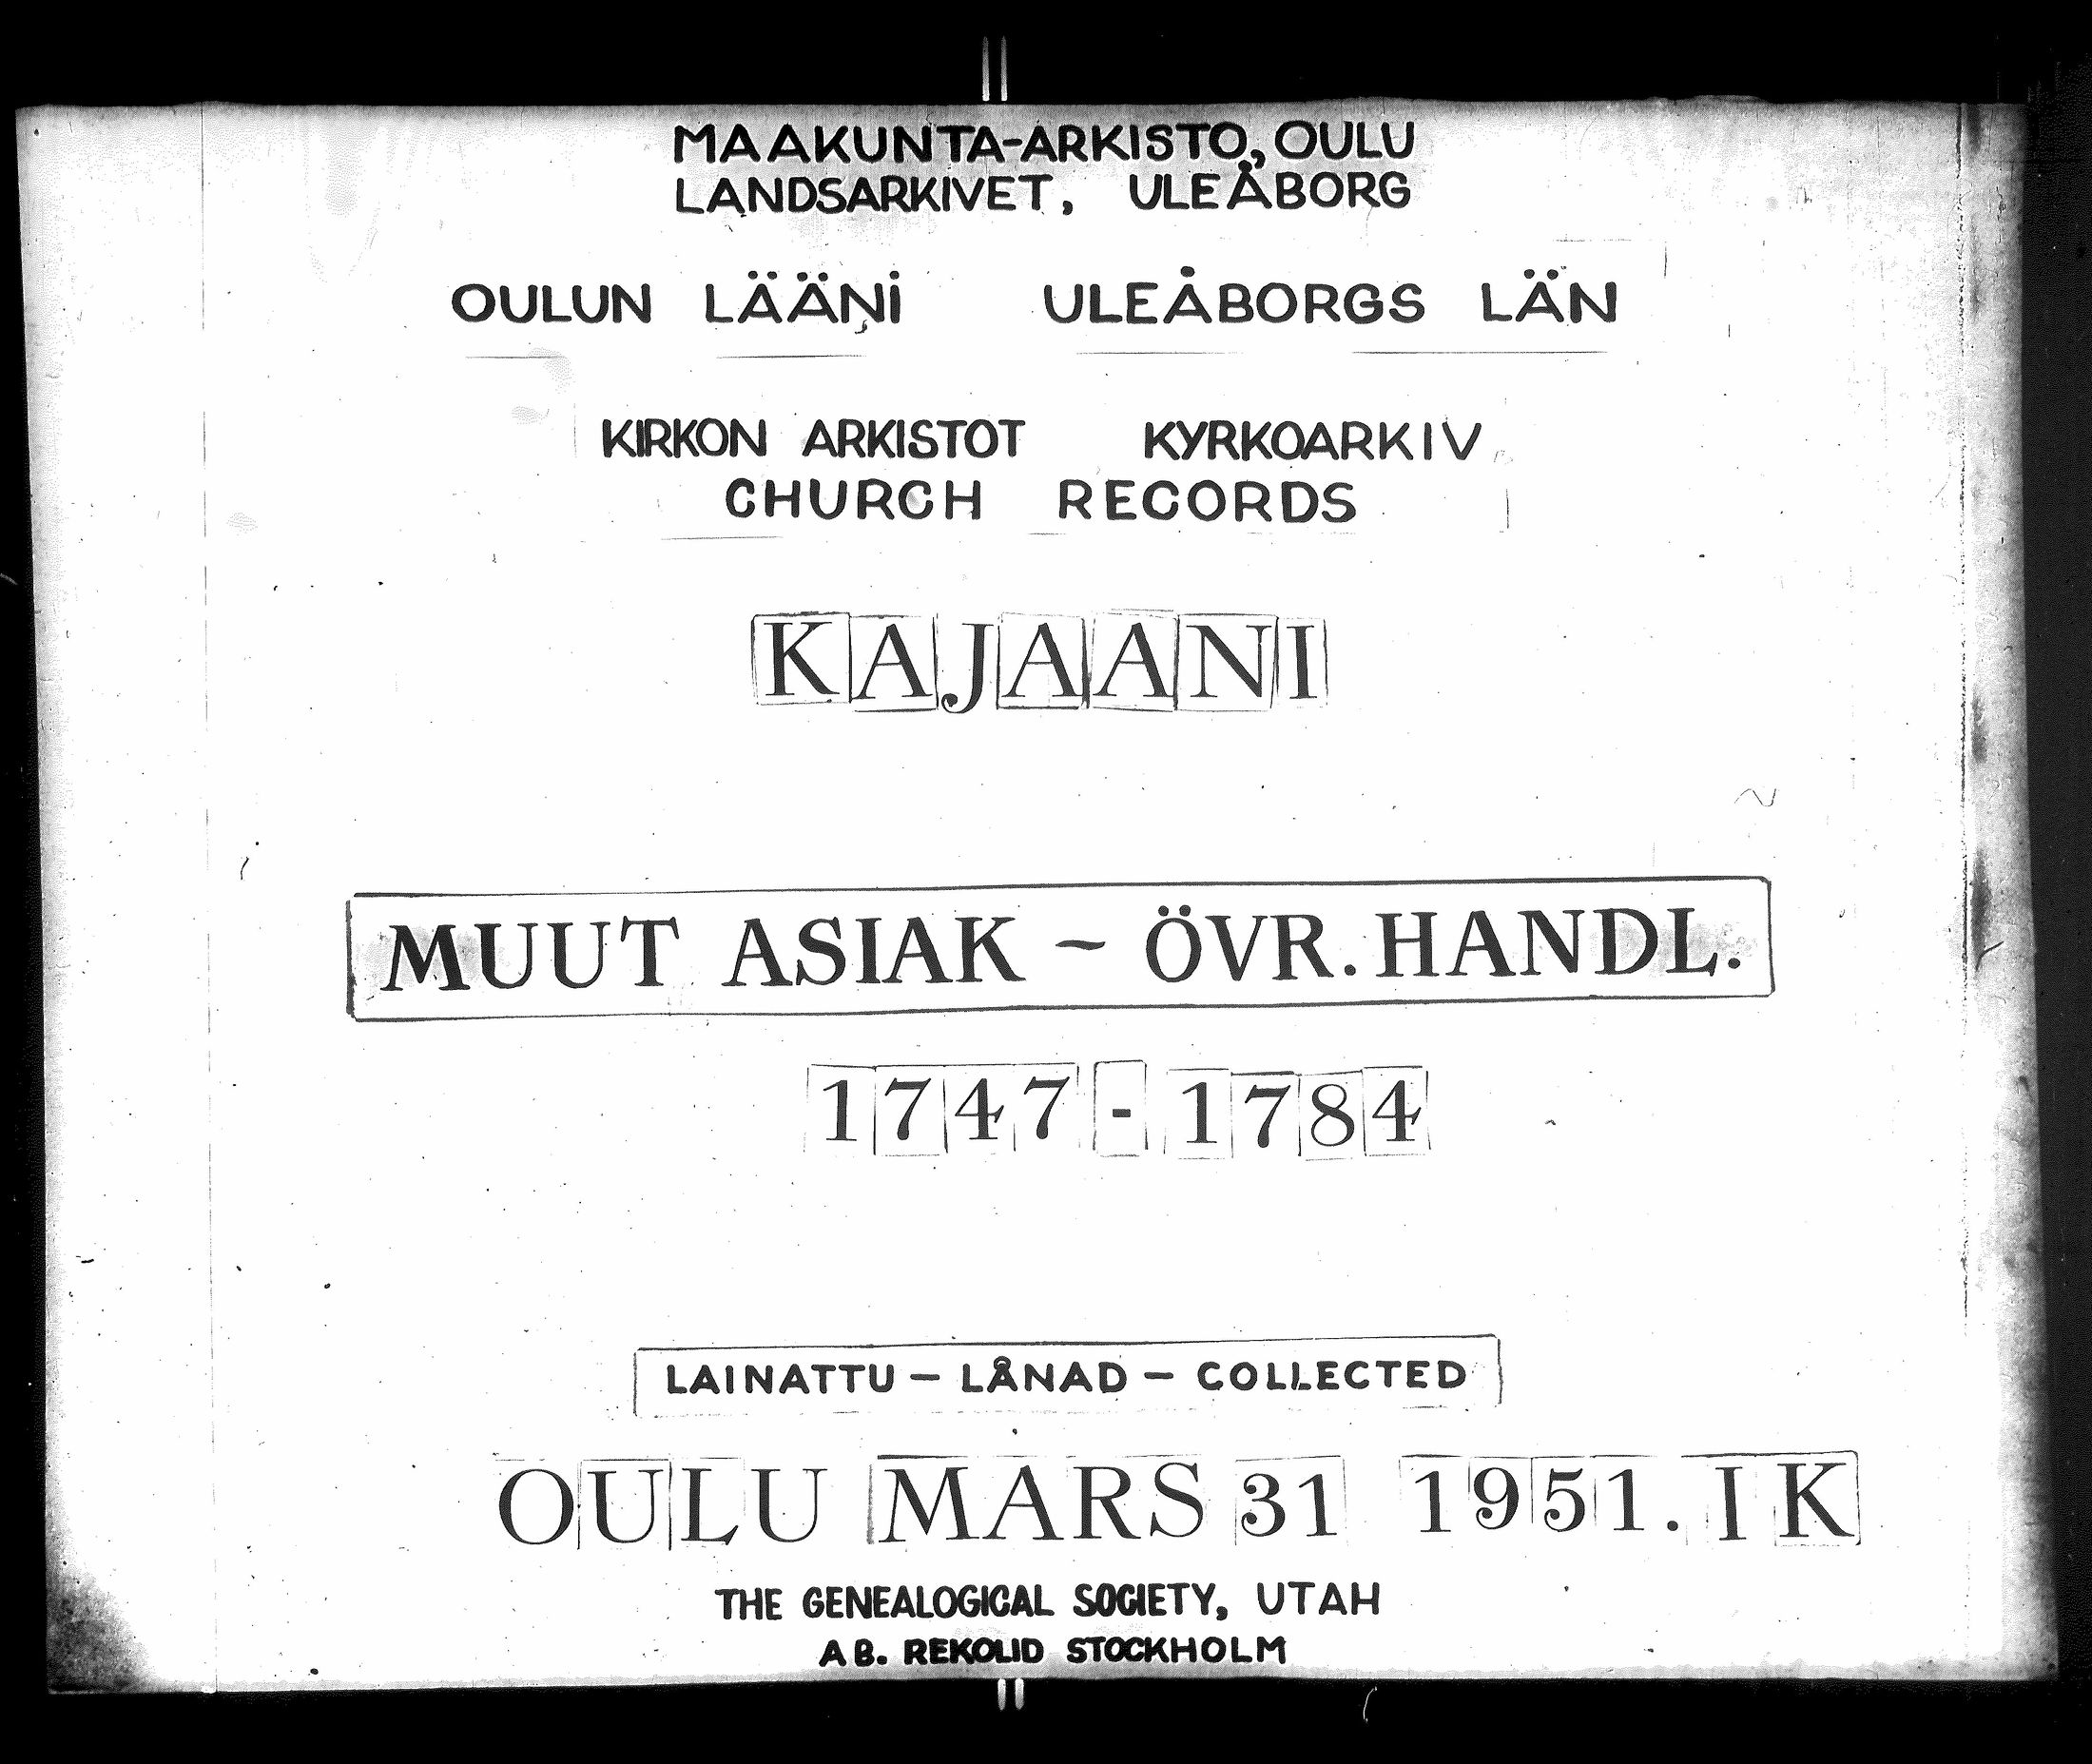 MAAKUNTA-ARKISTO, OULU
LANDSARKIVET, ULEÅBORG
OULUN LÄÄNI ULEÅBORGS LÄN
KIRKON ARKISTOT KYRKOARKIV
CHURCH RECORDS
KAJAANI
MUUT ASIAK - ÖVR. HANDL.
1747-1784
LAINATTU - LÅNAD - COLLECTED
OULU MARS 31 1951. IK
THE GENEALOGICAL SOCIETY, UTAH
AB. REKOLID STOCKHOLM